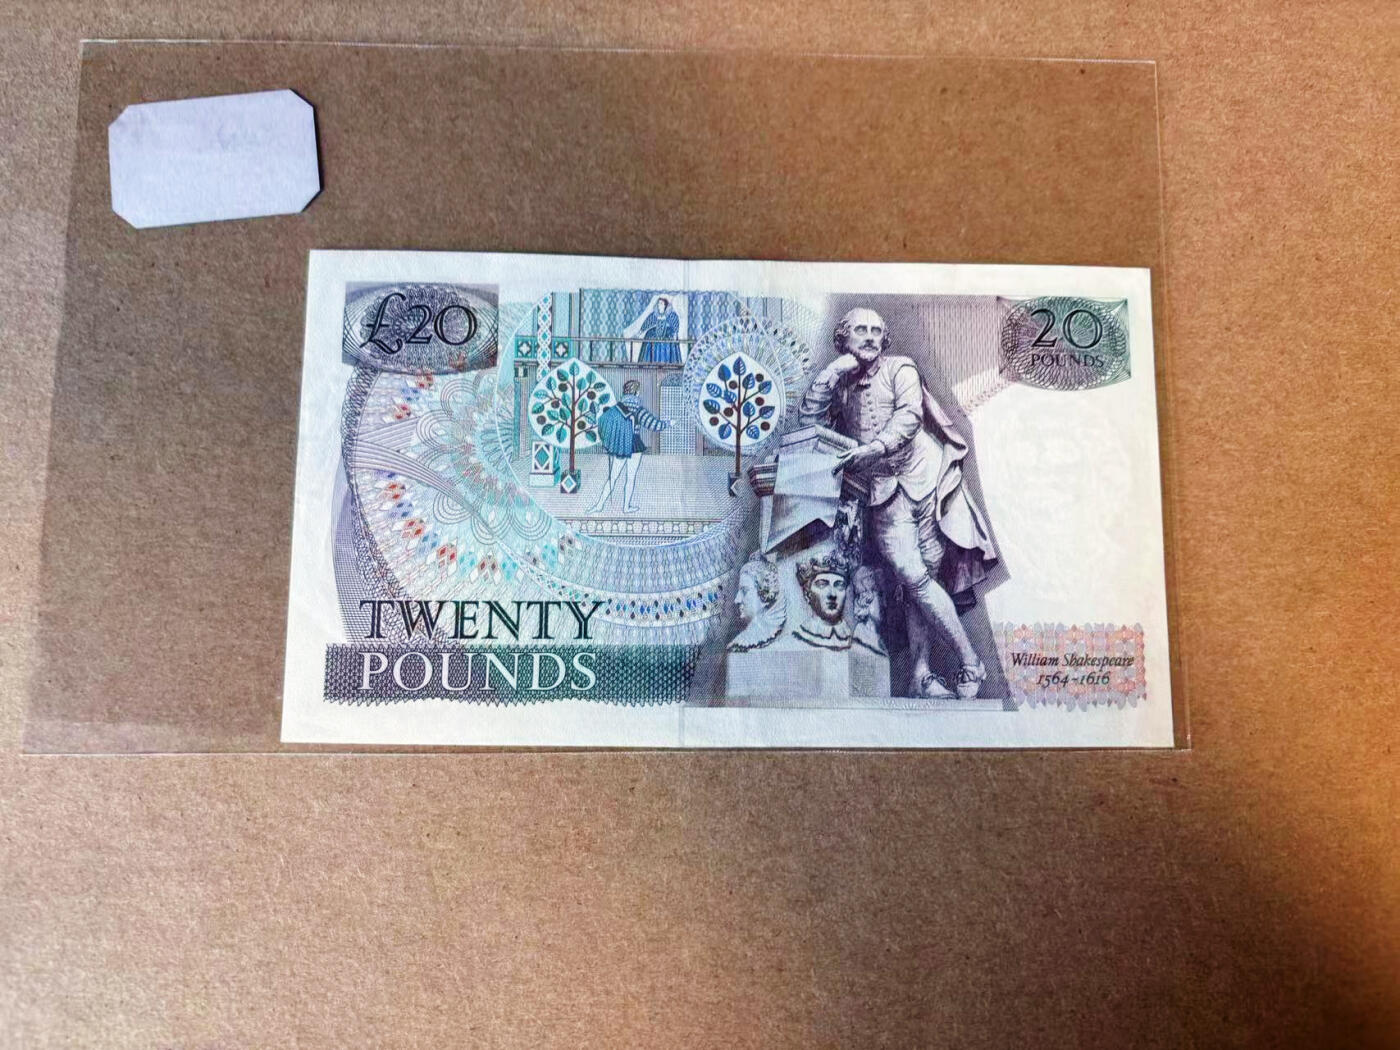 £20
20
POUNDS
TWENTY
POUNDS
William Shakespeare
1564-1616